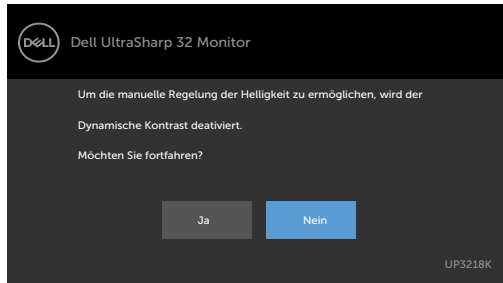 DELL
Dell UltraSharp 32 Monitor
Um die manuelle Regelung der Helligkeit zu ermöglichen, wird der
Dynamische Kontrast deativiert.
Möchten Sie fortfahren?
Ja
Nein
UP3218K